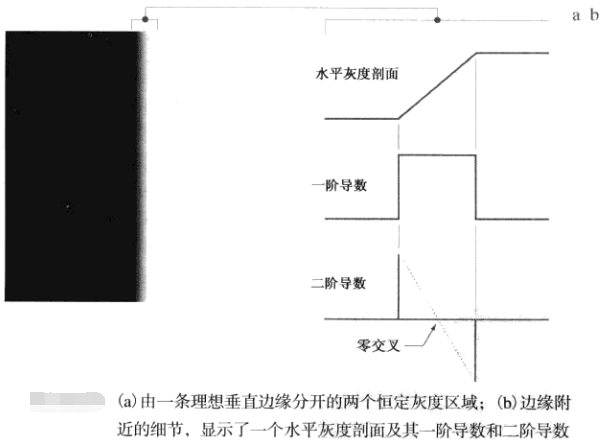 a b
水平灰度剖面
一阶导数
二阶导数
零交叉
(a)由一条理想垂直边缘分开的两个恒定灰度区域；(b)边缘附
近的细节，显示了一个水平灰度剖面及其一阶导数和二阶导数